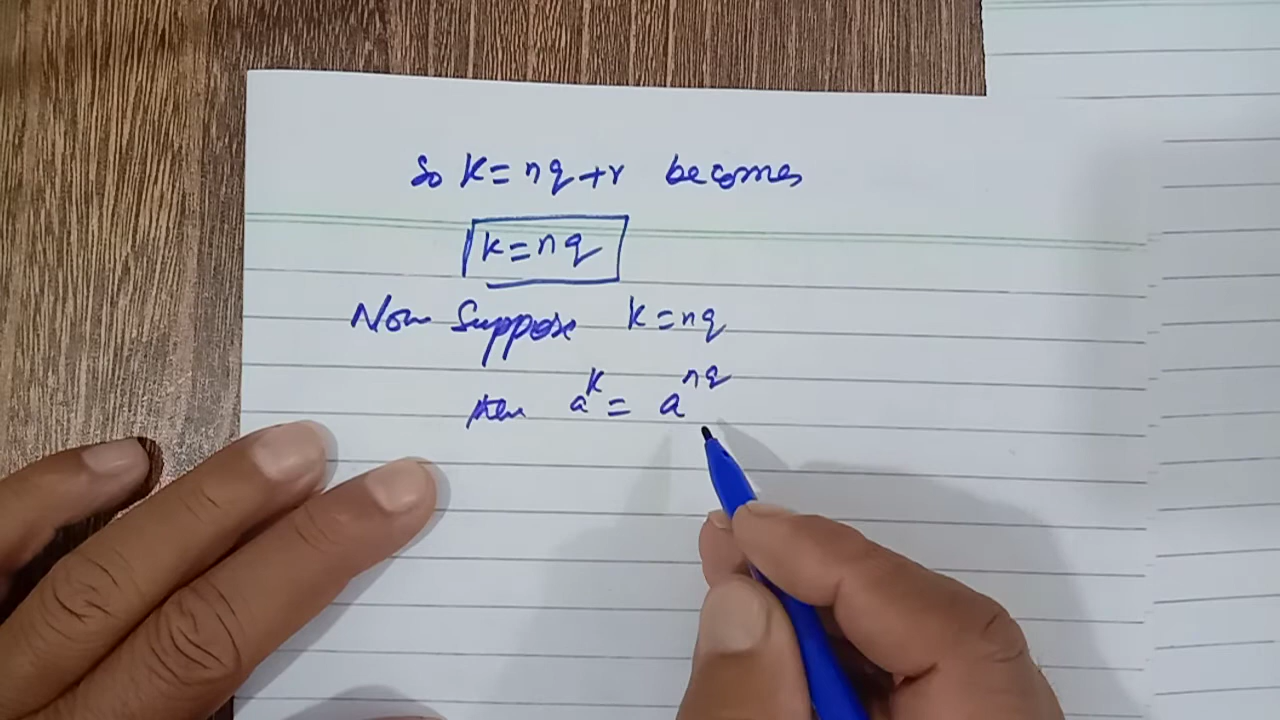 So k = nq + r becomes
k = nq
Now Suppose k = nq
then a^k = a^nq